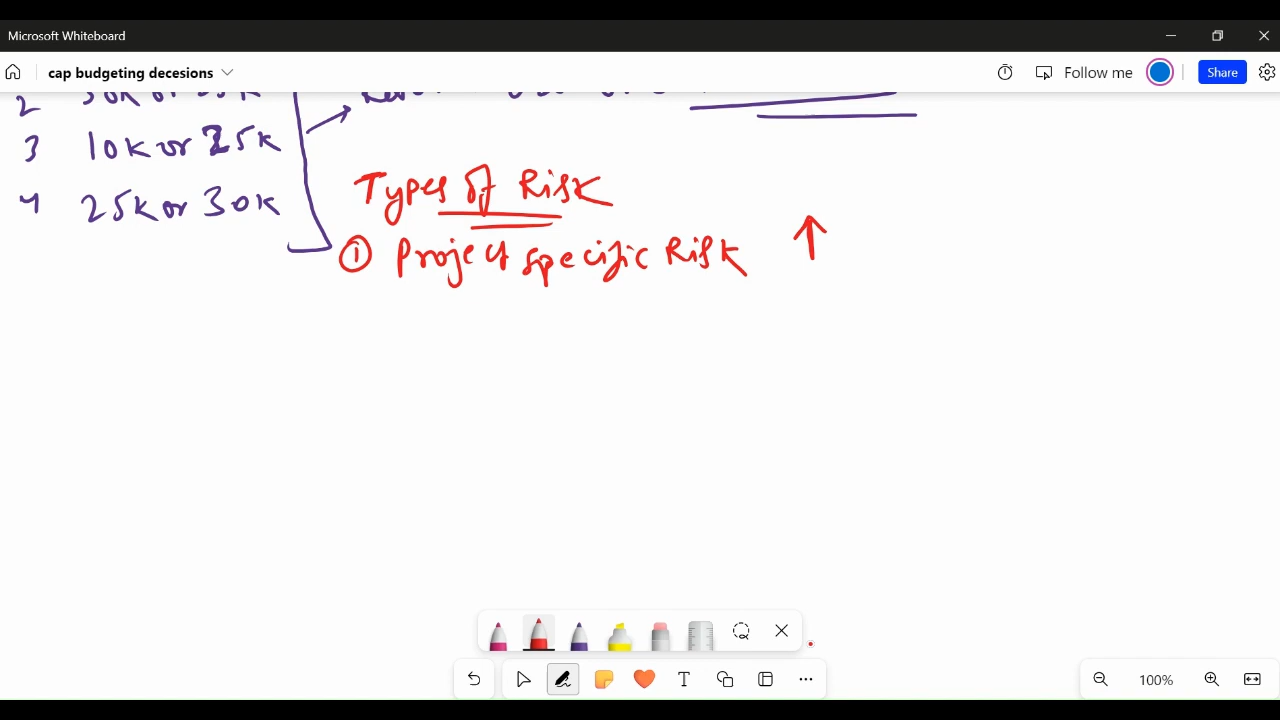 Microsoft Whiteboard
cap budgeting decesions
Follow me
Share
2
3 10K or 25K
4 25K or 30K
Types of Risk
① Project specific Risk ↑
100%